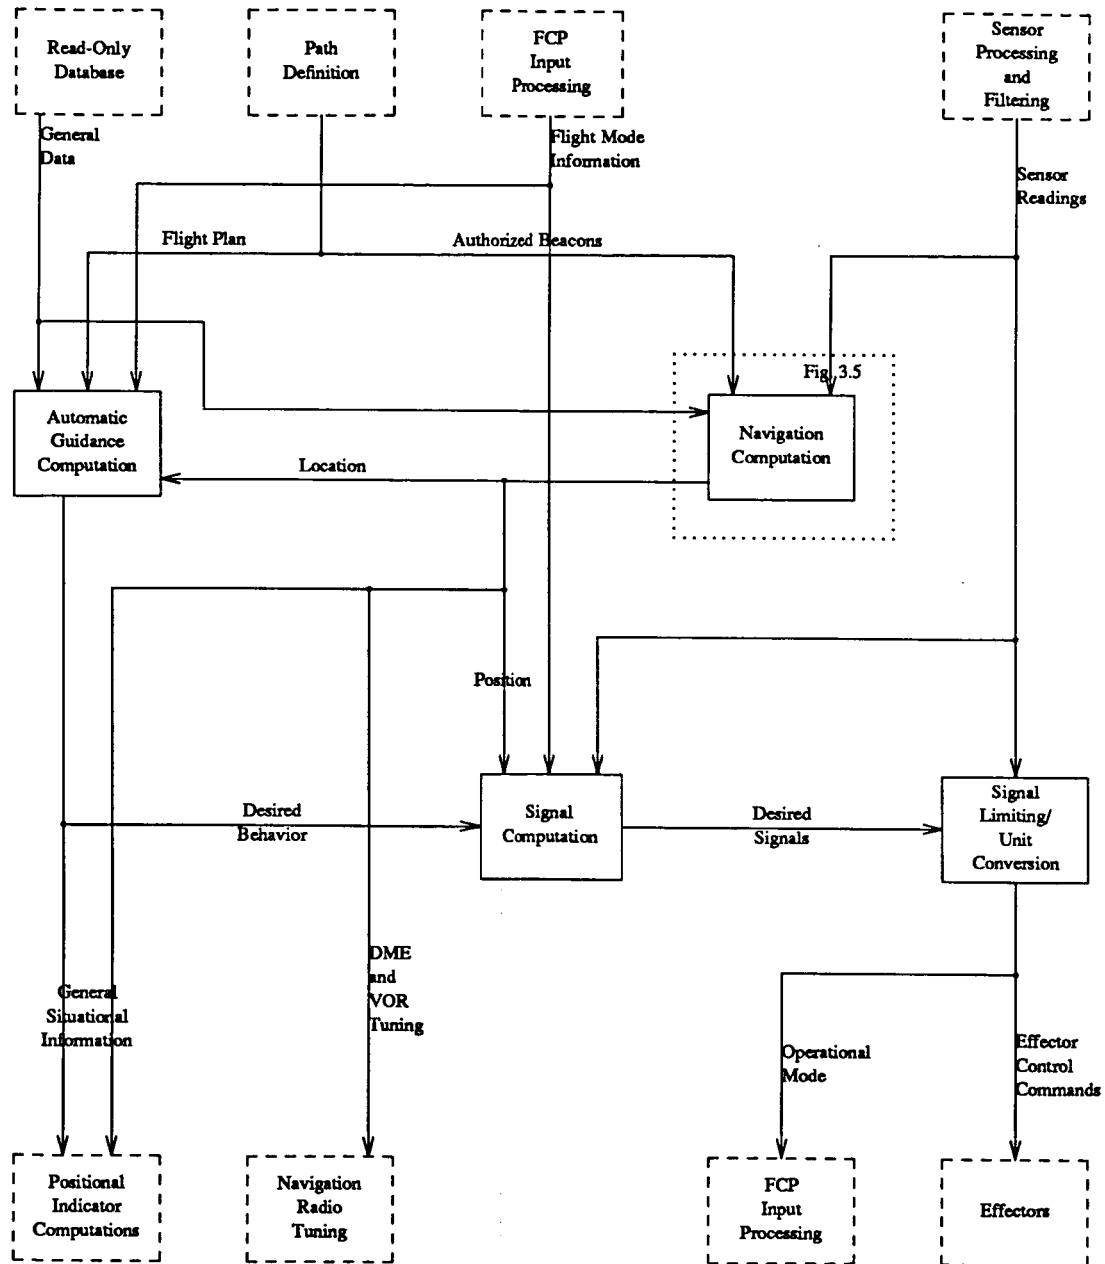 Read-Only
Database
Path
Definition
FCP
Input
Processing
Sensor
Processing
and
Filtering
General
Data
Flight Mode
Information
Sensor
Readings
Flight Plan
Authorized Beacons
Fig. 3.5
Automatic
Guidance
Computation
Navigation
Computation
Location
Position
Desired
Behavior
Signal
Computation
Desired
Signals
Signal
Limiting/
Unit
Conversion
DME
and
VOR
Tuning
General
Situational
Information
Operational
Mode
Effector
Control
Commands
Positional
Indicator
Computations
Navigation
Radio
Tuning
FCP
Input
Processing
Effectors